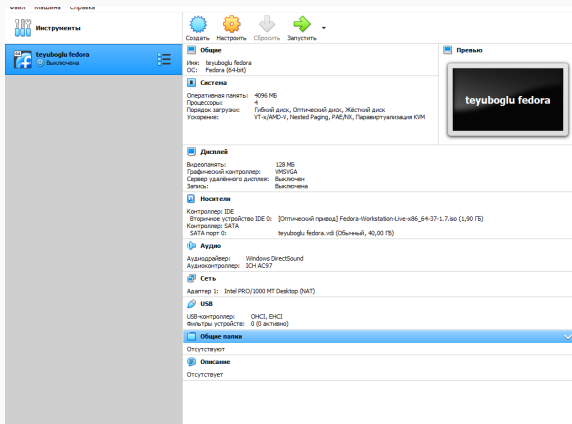 Файл Машина Справка
Инструменты
Создать Настроить Сбросить Запустить
64
teyuboglu fedora
Выключена
Общие
Имя: teyuboglu fedora
ОС: Fedora (64-bit)
Превью
teyuboglu fedora
Система
Оперативная память: 4096 МБ
Процессоры: 4
Порядок загрузки: Гибкий диск, Оптический диск, Жёсткий диск
Ускорение: VT-x/AMD-V, Nested Paging, PAE/NX, Паравиртуализация KVM
Дисплей
Видеопамять: 128 МБ
Графический контроллер: VMSVGA
Сервер удалённого дисплея: Выключен
Запись: Выключена
Носители
Контроллер: IDE
Вторичное устройство IDE 0: [Оптический привод] Fedora-Workstation-Live-x86_64-37-1.7.iso (1,90 ГБ)
Контроллер: SATA
SATA порт 0: teyuboglu fedora.vdi (Обычный, 40,00 ГБ)
Аудио
Аудиодрайвер: Windows DirectSound
Аудиоконтроллер: ICH AC97
Сеть
Адаптер 1: Intel PRO/1000 MT Desktop (NAT)
USB
USB-контроллер: OHCI, EHCI
Фильтры устройств: 0 (0 активно)
Общие папки
Отсутствуют
Описание
Отсутствует